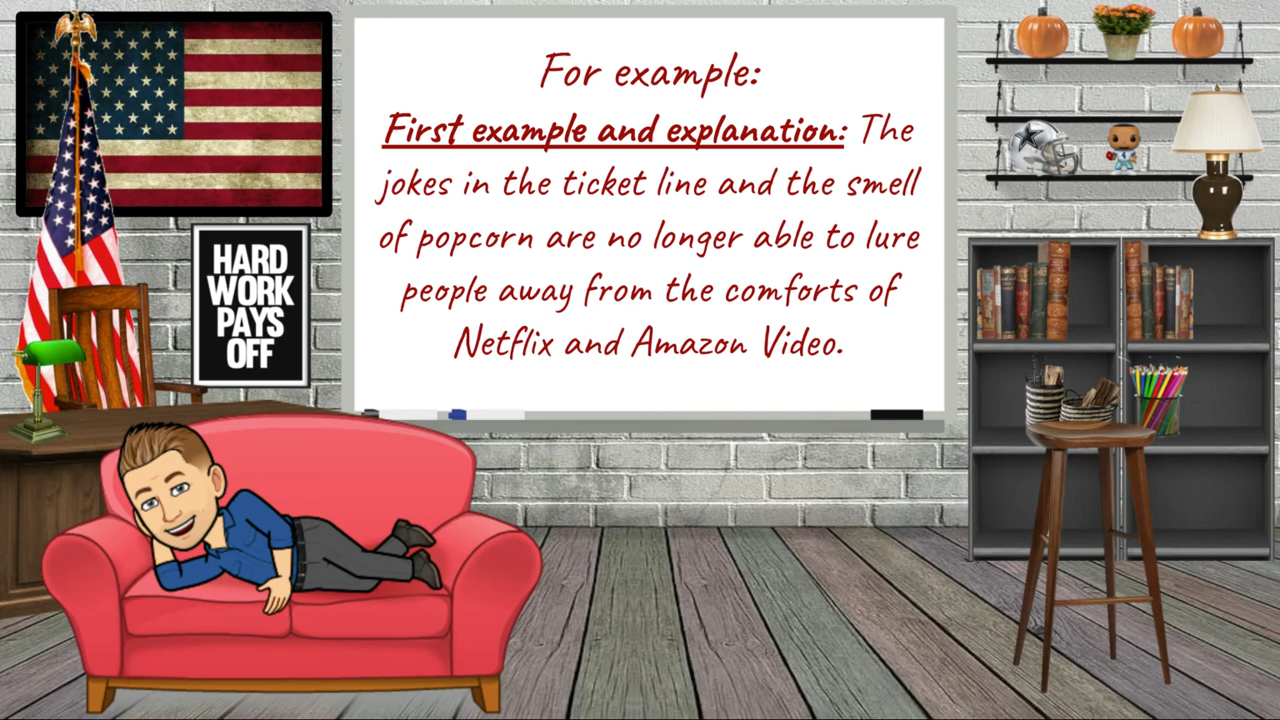 For example:
First example and explanation: The
jokes in the ticket line and the smell
of popcorn are no longer able to lure
people away from the comforts of
Netflix and Amazon Video.
HARD
WORK
PAYS
OFF